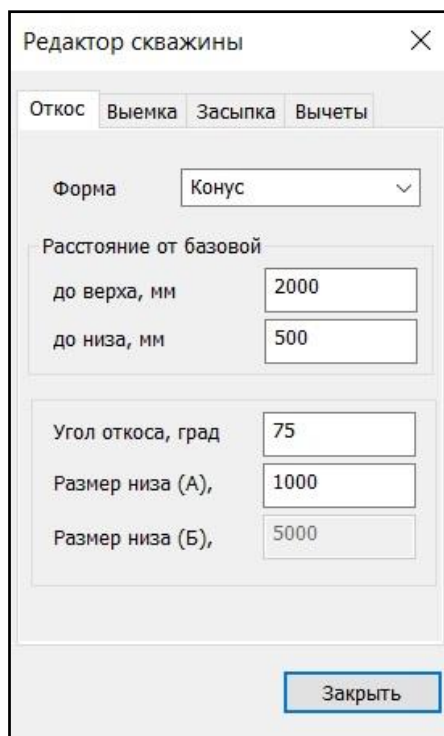 Редактор скважины
Откос Выемка Засыпка Вычеты
Форма Конус
Расстояние от базовой
до верха, мм 2000
до низа, мм 500
Угол откоса, град 75
Размер низа (А), 1000
Размер низа (Б), 5000
Закрыть